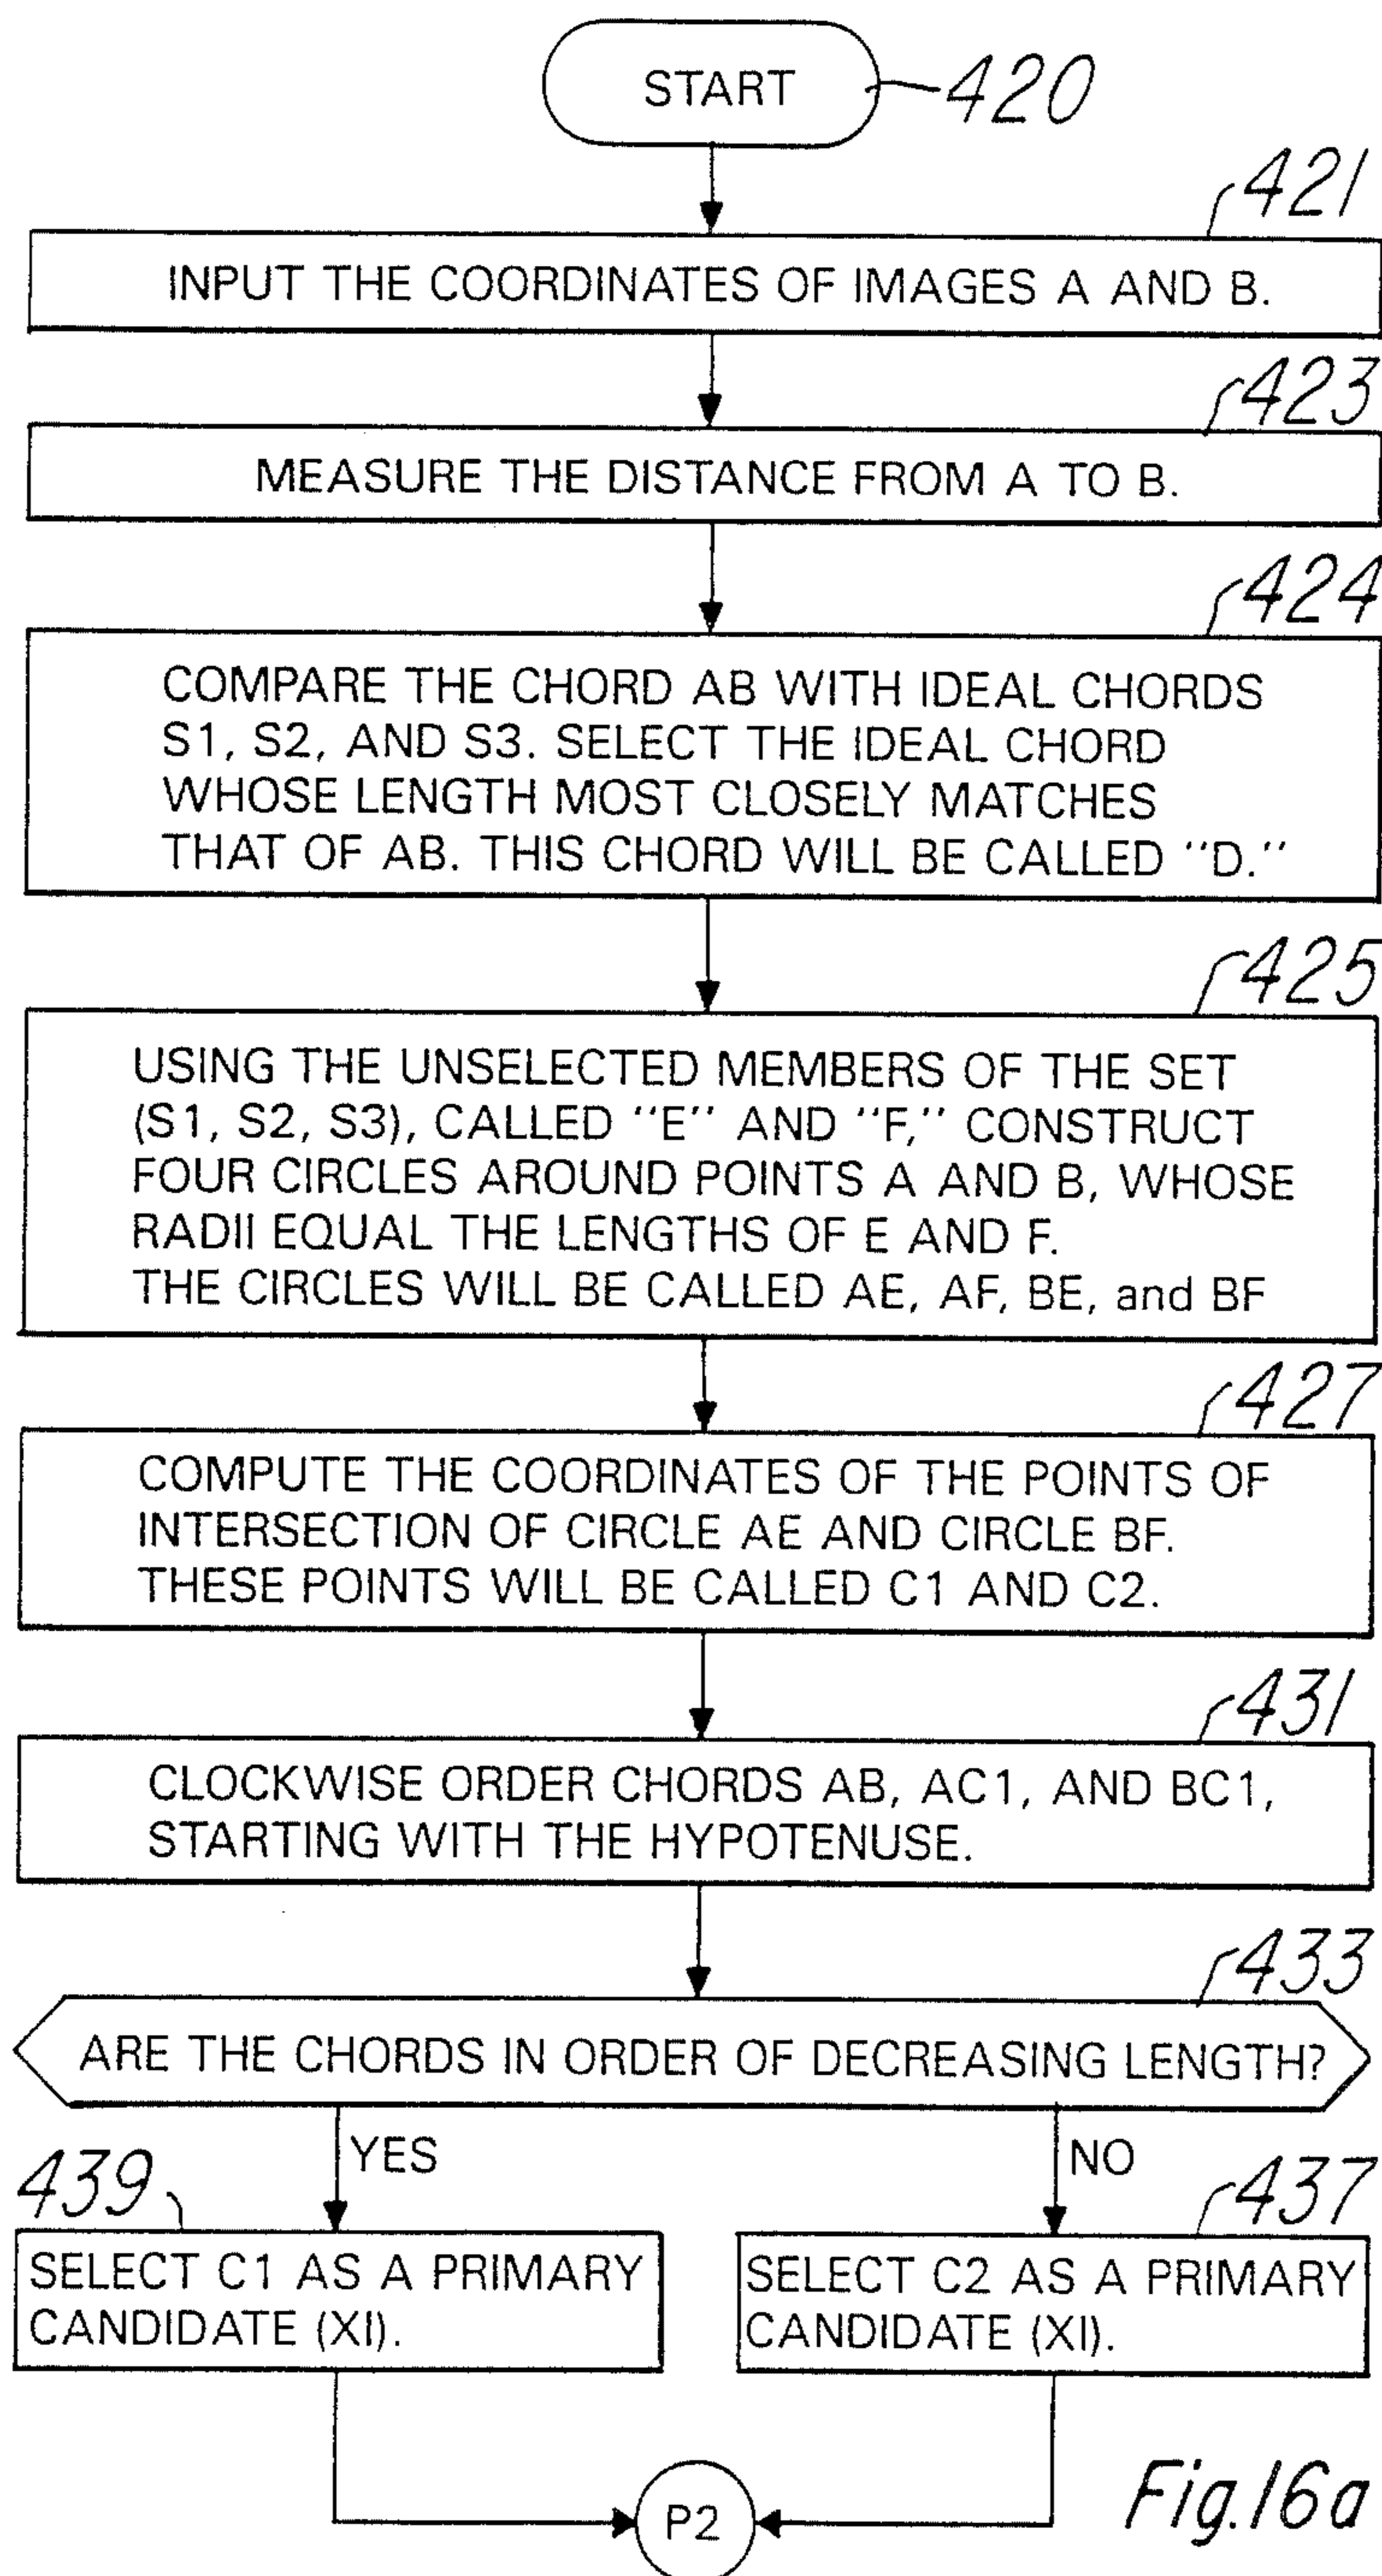 START
420
421
INPUT THE COORDINATES OF IMAGES A AND B.
423
MEASURE THE DISTANCE FROM A TO B.
424
COMPARE THE CHORD AB WITH IDEAL CHORDS
S1, S2, AND S3. SELECT THE IDEAL CHORD
WHOSE LENGTH MOST CLOSELY MATCHES
THAT OF AB. THIS CHORD WILL BE CALLED "D."
425
USING THE UNSELECTED MEMBERS OF THE SET
(S1, S2, S3), CALLED "E" AND "F," CONSTRUCT
FOUR CIRCLES AROUND POINTS A AND B, WHOSE
RADII EQUAL THE LENGTHS OF E AND F.
THE CIRCLES WILL BE CALLED AE, AF, BE, and BF
427
COMPUTE THE COORDINATES OF THE POINTS OF
INTERSECTION OF CIRCLE AE AND CIRCLE BF.
THESE POINTS WILL BE CALLED C1 AND C2.
431
CLOCKWISE ORDER CHORDS AB, AC1, AND BC1,
STARTING WITH THE HYPOTENUSE.
433
ARE THE CHORDS IN ORDER OF DECREASING LENGTH?
YES
NO
439
SELECT C1 AS A PRIMARY
CANDIDATE (XI).
437
SELECT C2 AS A PRIMARY
CANDIDATE (XI).
P2
Fig.16a